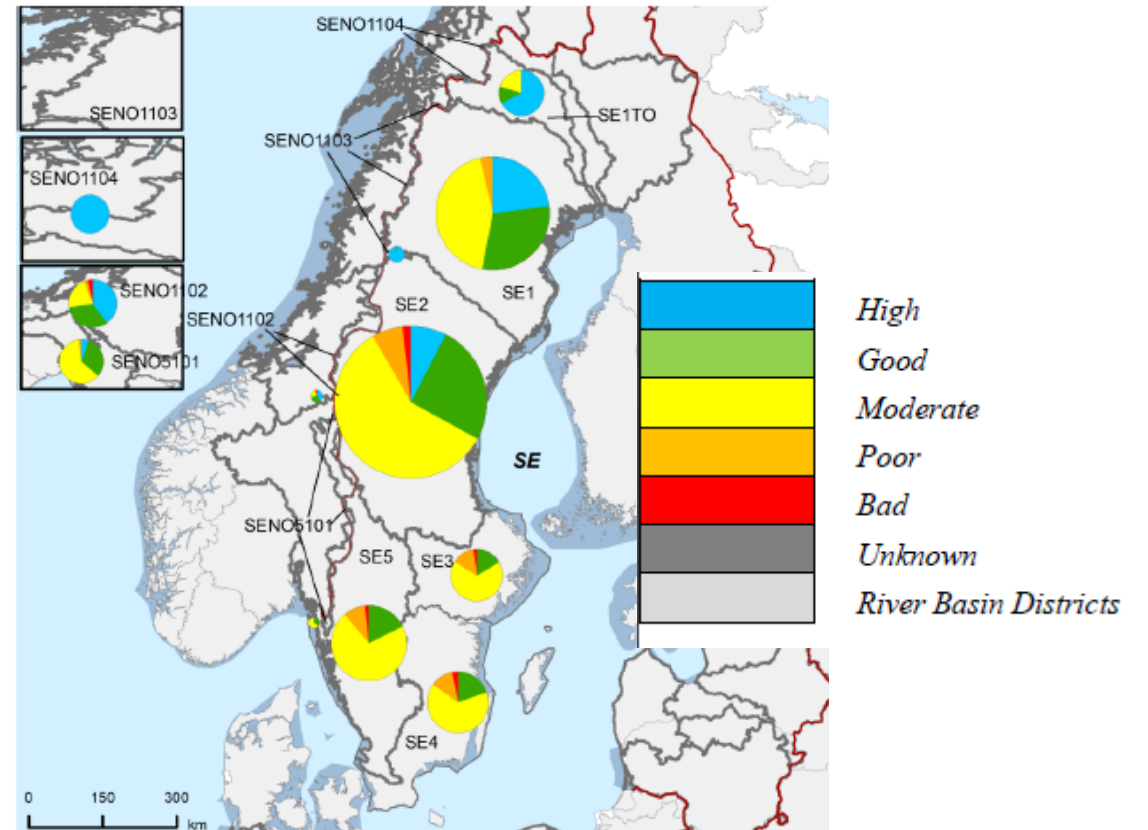 SENO1104
SENO1103
SE1TO
SENO1103
SENO1104
SENO1102
SENO1102
SENO5101
SE2
SE1
High
Good
Moderate
Poor
Bad
Unknown
River Basin Districts
SE
SENO5101
SE5
SE3
SE4
0 150 300
km